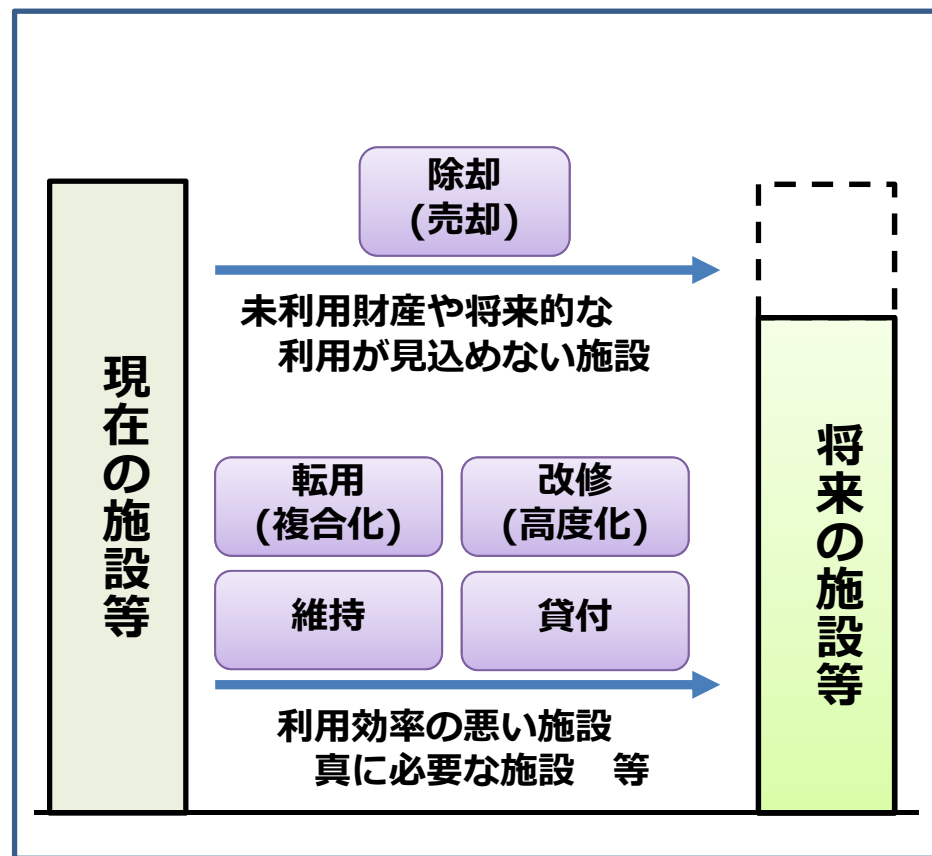 現在の施設等
除却
(売却)
未利用財産や将来的な
利用が見込めない施設
転用
(複合化)
改修
(高度化)
維持
貸付
利用効率の悪い施設
真に必要な施設　等
将来の施設等